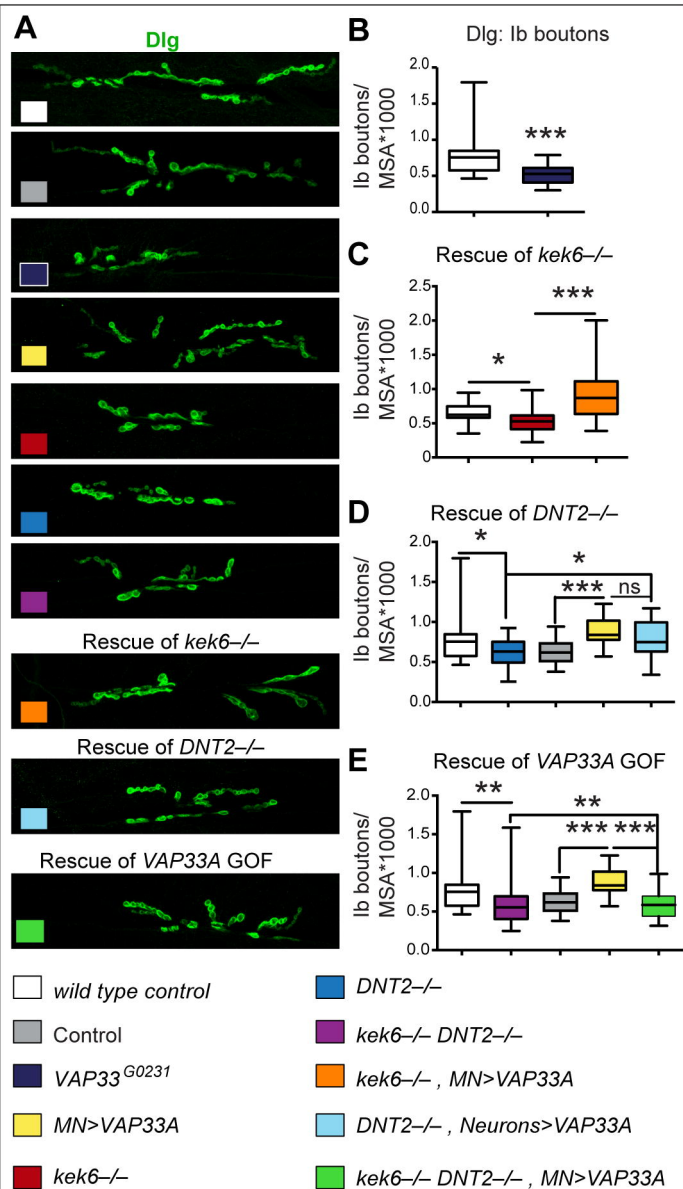 A
Dlg
Rescue of kek6–/–
Rescue of DNT2–/–
Rescue of VAP33A GOF
B
Dlg: Ib boutons
Ib boutons/
MSA*1000
2.0
1.5
1.0
0.5
0.0
***
C
Rescue of kek6–/–
Ib boutons/
MSA*1000
2.5
2.0
1.5
1.0
0.5
0
*
***
D
Rescue of DNT2–/–
Ib boutons/
MSA*1000
2.0
1.5
1.0
0.5
0.0
*
*
***
ns
E
Rescue of VAP33A GOF
Ib boutons/
MSA*1000
2.0
1.5
1.0
0.5
0.0
**
**
*** ***
wild type control
Control
VAP33G0231
MN>VAP33A
kek6–/–
DNT2–/–
kek6–/– DNT2–/–
kek6–/– , MN>VAP33A
DNT2–/– , Neurons>VAP33A
kek6–/– DNT2–/– , MN>VAP33A